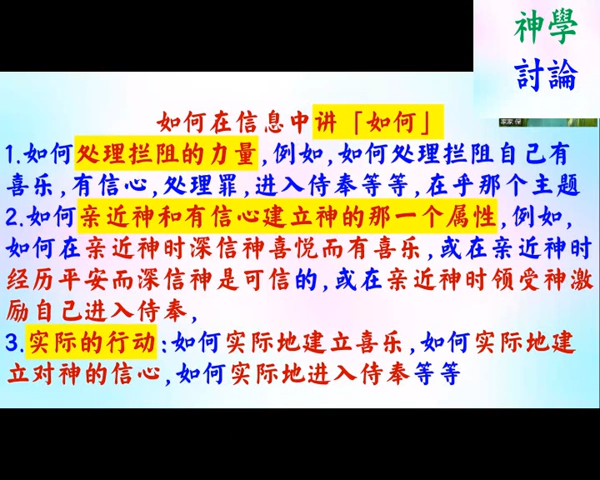 神學
討論
如何在信息中讲「如何」
1.如何处理拦阻的力量,例如,如何处理拦阻自己有
喜乐,有信心,处理罪,进入侍奉等等,在乎那个主题
2.如何亲近神和有信心建立神的那一个属性,例如,
如何在亲近神时深信神喜悦而有喜乐,或在亲近神时
经历平安而深信神是可信的,或在亲近神时领受神激
励自己进入侍奉,
3.实际的行动:如何实际地建立喜乐,如何实际地建
立对神的信心,如何实际地进入侍奉等等